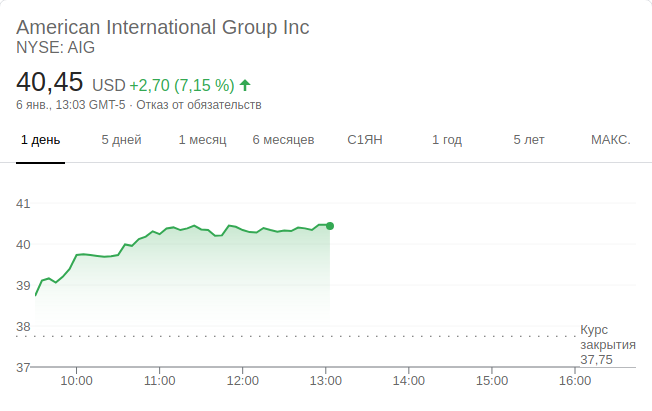 American International Group Inc
NYSE: AIG
40,45 USD +2,70 (7,15 %)
6 янв., 13:03 GMT-5 · Отказ от обязательств
1 день 5 дней 1 месяц 6 месяцев С1ЯН 1 год 5 лет МАКС.
41
40
39
38
Курс
закрытия
37,75
37
10:00 11:00 12:00 13:00 14:00 15:00 16:00